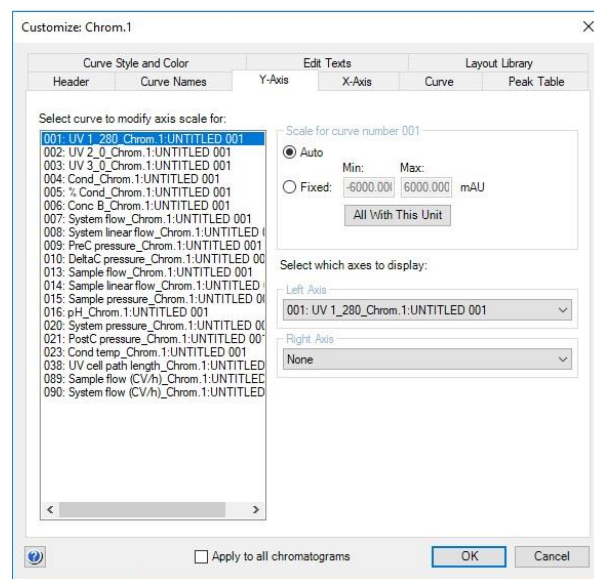 Customize: Chrom.1
Curve Style and Color Edit Texts Layout Library
Header Curve Names Y-Axis X-Axis Curve Peak Table
Select curve to modify axis scale for:
001: UV 1_280_Chrom.1:UNTITLED 001
002: UV 2_0_Chrom.1:UNTITLED 001
003: UV 3_0_Chrom.1:UNTITLED 001
004: Cond_Chrom.1:UNTITLED 001
005: % Cond_Chrom.1:UNTITLED 001
006: Conc B_Chrom.1:UNTITLED 001
007: System flow_Chrom.1:UNTITLED 001
008: System linear flow_Chrom.1:UNTITLED (
009: PreC pressure_Chrom.1:UNTITLED 001
010: DeltaC pressure_Chrom.1:UNTITLED 00
013: Sample flow_Chrom.1:UNTITLED 001
014: Sample linear flow_Chrom.1:UNTITLED
015: Sample pressure_Chrom.1:UNTITLED 0
016: pH_Chrom.1:UNTITLED 001
020: System pressure_Chrom.1:UNTITLED 0
021: PostC pressure_Chrom.1:UNTITLED 00
023: Cond temp_Chrom.1:UNTITLED 001
038: UV cell path length_Chrom.1:UNTITLED
089: Sample flow (CV/h)_Chrom.1:UNTITLED
090: System flow (CV/h)_Chrom.1:UNTITLED
Scale for curve number 001
Auto
Min: Max:
Fixed: -6000.00 6000.000 mAU
All With This Unit
Select which axes to display:
Left Axis
001: UV 1_280_Chrom.1:UNTITLED 001
Right Axis
None
Apply to all chromatograms
OK Cancel